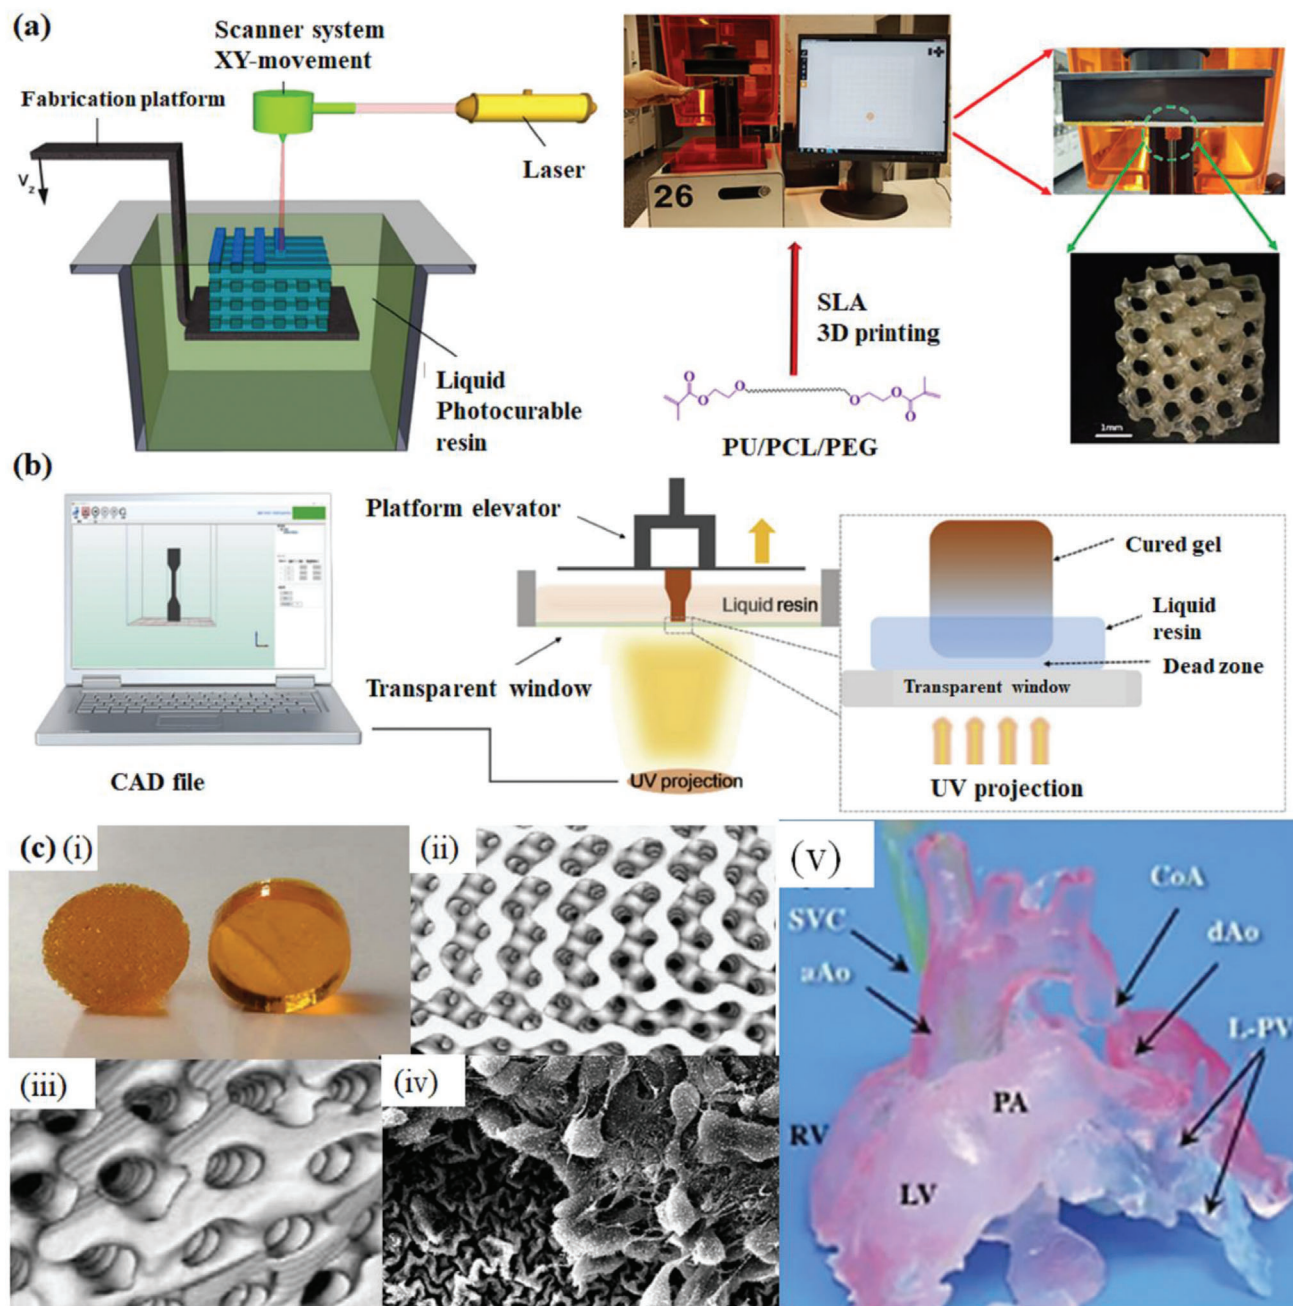 (a)
Scanner system
XY-movement
Fabrication platform
Laser
V_z
Liquid
Photocurable
resin
26
SLA
3D printing
O
O
O
O
O
O
PU/PCL/PEG
1mm
(b)
Platform elevator
Liquid resin
Transparent window
UV projection
CAD file
Cured gel
Liquid
resin
Dead zone
Transparent window
UV projection
(c) (i)
(ii)
(iii)
(iv)
(v)
SVC
aAo
CoA
dAo
L-PV
PA
RV
LV